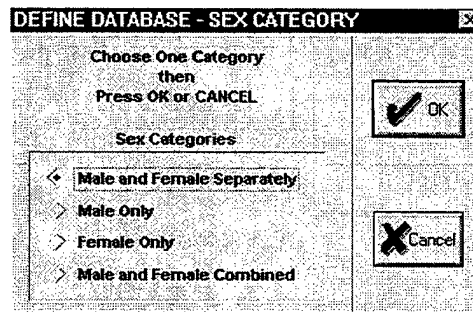 DEFINE DATABASE - SEX CATEGORY
Choose One Category
then
Press OK or CANCEL
Sex Categories
Male and Female Separately
Male Only
Female Only
Male and Female Combined
OK
Cancel